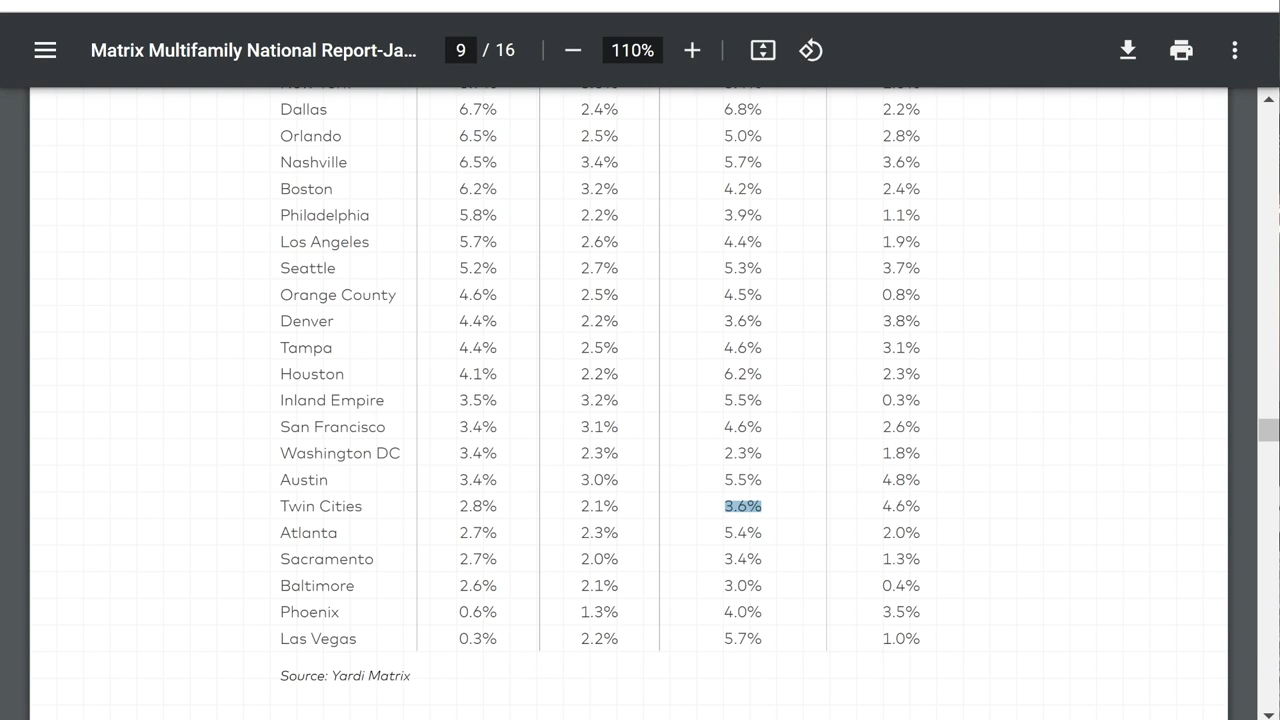 Matrix Multifamily National Report-Ja... 9 / 16 110%
Dallas 6.7% 2.4% 6.8% 2.2%
Orlando 6.5% 2.5% 5.0% 2.8%
Nashville 6.5% 3.4% 5.7% 3.6%
Boston 6.2% 3.2% 4.2% 2.4%
Philadelphia 5.8% 2.2% 3.9% 1.1%
Los Angeles 5.7% 2.6% 4.4% 1.9%
Seattle 5.2% 2.7% 5.3% 3.7%
Orange County 4.6% 2.5% 4.5% 0.8%
Denver 4.4% 2.2% 3.6% 3.8%
Tampa 4.4% 2.5% 4.6% 3.1%
Houston 4.1% 2.2% 6.2% 2.3%
Inland Empire 3.5% 3.2% 5.5% 0.3%
San Francisco 3.4% 3.1% 4.6% 2.6%
Washington DC 3.4% 2.3% 2.3% 1.8%
Austin 3.4% 3.0% 5.5% 4.8%
Twin Cities 2.8% 2.1% 3.6% 4.6%
Atlanta 2.7% 2.3% 5.4% 2.0%
Sacramento 2.7% 2.0% 3.4% 1.3%
Baltimore 2.6% 2.1% 3.0% 0.4%
Phoenix 0.6% 1.3% 4.0% 3.5%
Las Vegas 0.3% 2.2% 5.7% 1.0%
Source: Yardi Matrix